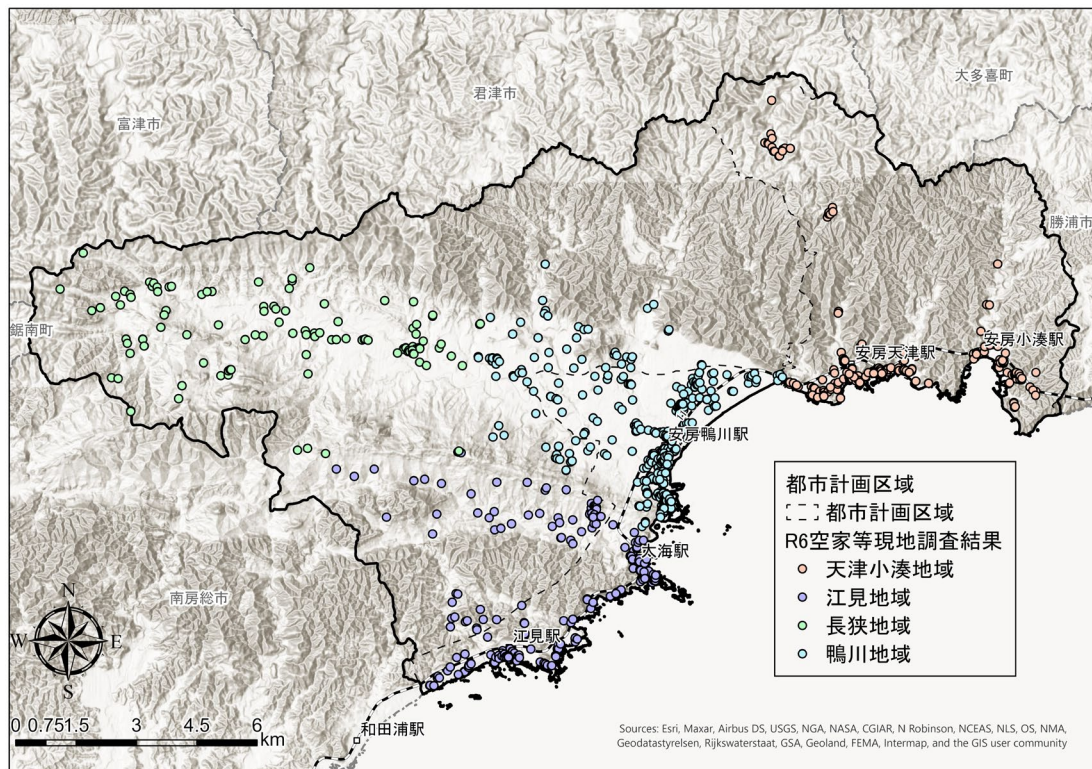 大多喜町
君津市
富津市
勝浦市
鋸南町
安房小湊駅
安房天津駅
安房鴨川駅
都市計画区域
都市計画区域
R6空家等現地調査結果
天津小湊地域
江見地域
長狭地域
鴨川地域
太海駅
南房総市
江見駅
和田浦駅
N
W E
S
0 0.75 1.5 3 4.5 6
km
Sources: Esri, Maxar, Airbus DS, USGS, NGA, NASA, CGIAR, N Robinson, NCEAS, NLS, OS, NMA,
Geodatastyrelsen, Rijkswaterstaat, GSA, Geoland, FEMA, Intermap, and the GIS user community